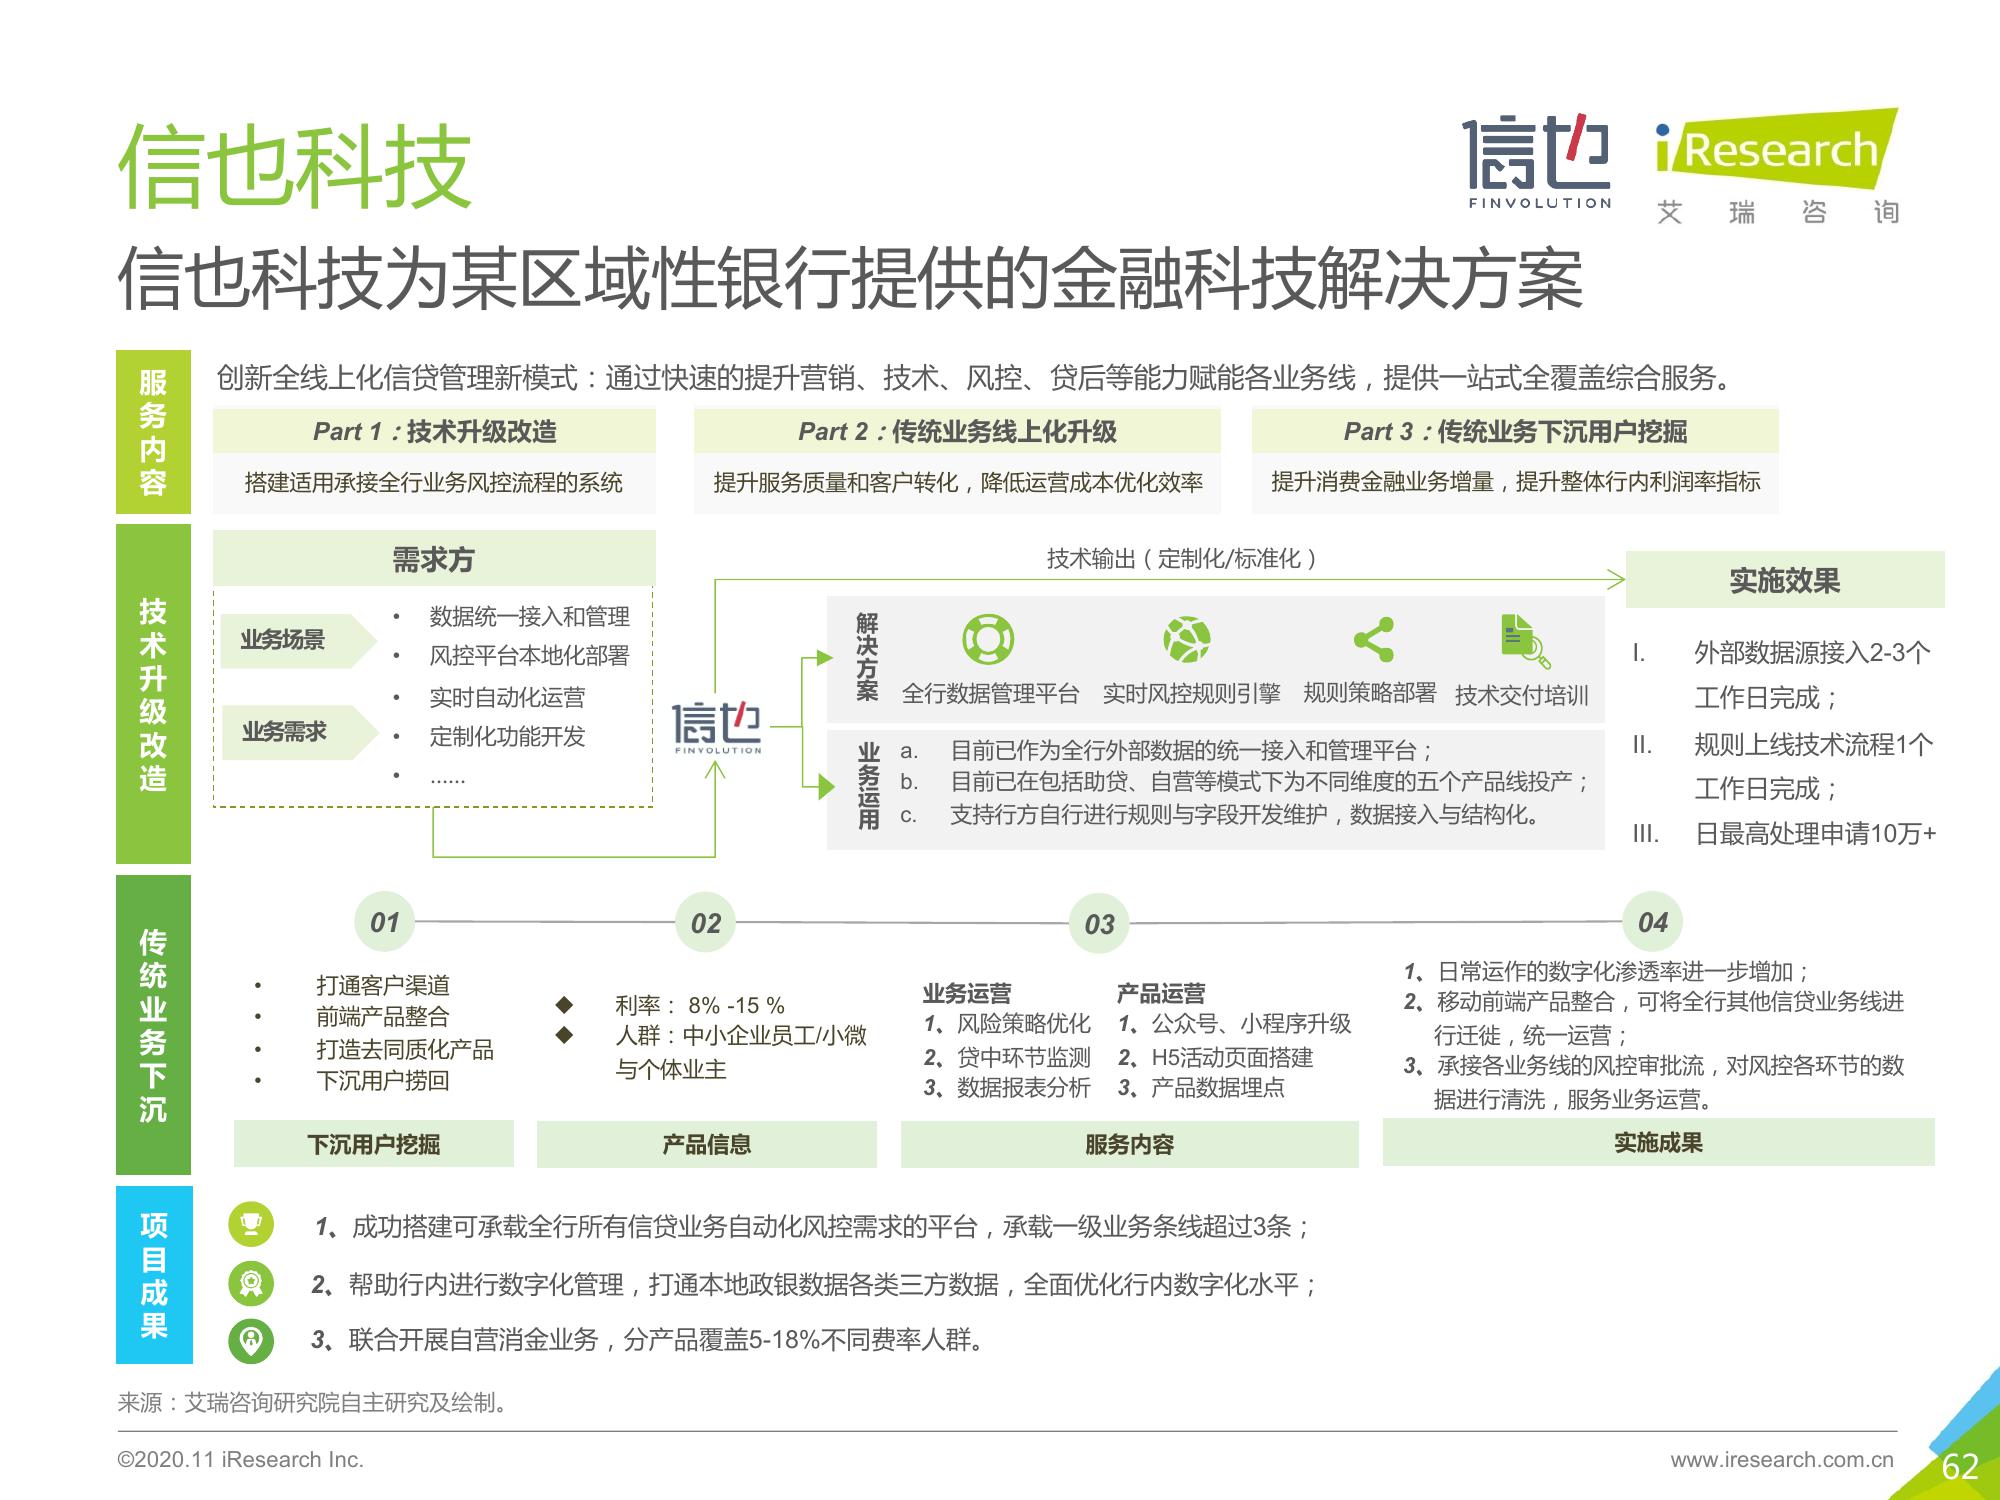 信也科技
信也
FINVOLUTION
iResearch
艾瑞咨询
信也科技为某区域性银行提供的金融科技解决方案
服务内容
创新全线上化信贷管理新模式：通过快速的提升营销、技术、风控、贷后等能力赋能各业务线，提供一站式全覆盖综合服务。
Part 1：技术升级改造
搭建适用承接全行业务风控流程的系统
Part 2：传统业务线上化升级
提升服务质量和客户转化，降低运营成本优化效率
Part 3：传统业务下沉用户挖掘
提升消费金融业务增量，提升整体行内利润率指标
技术升级改造
需求方
业务场景
业务需求
• 数据统一接入和管理
• 风控平台本地化部署
• 实时自动化运营
• 定制化功能开发
• ......
信也
FINVOLUTION
技术输出（定制化/标准化）
解决方案
全行数据管理平台
实时风控规则引擎
规则策略部署
技术交付培训
业务运用
a. 目前已作为全行外部数据的统一接入和管理平台；
b. 目前已在包括助贷、自营等模式下为不同维度的五个产品线投产；
c. 支持行方自行进行规则与字段开发维护，数据接入与结构化。
实施效果
I. 外部数据源接入2-3个
工作日完成；
II. 规则上线技术流程1个
工作日完成；
III. 日最高处理申请10万+
传统业务下沉
01
• 打通客户渠道
• 前端产品整合
• 打造去同质化产品
• 下沉用户捞回
下沉用户挖掘
02
◆ 利率： 8% -15 %
◆ 人群：中小企业员工/小微
与个体业主
产品信息
03
业务运营
1、风险策略优化
2、贷中环节监测
3、数据报表分析
产品运营
1、公众号、小程序升级
2、H5活动页面搭建
3、产品数据埋点
服务内容
04
1、日常运作的数字化渗透率进一步增加；
2、移动前端产品整合，可将全行其他信贷业务线进
行迁徙，统一运营；
3、承接各业务线的风控审批流，对风控各环节的数
据进行清洗，服务业务运营。
实施成果
项目成果
1、成功搭建可承载全行所有信贷业务自动化风控需求的平台，承载一级业务条线超过3条；
2、帮助行内进行数字化管理，打通本地政银数据各类三方数据，全面优化行内数字化水平；
3、联合开展自营消金业务，分产品覆盖5-18%不同费率人群。
来源：艾瑞咨询研究院自主研究及绘制。
©2020.11 iResearch Inc.
www.iresearch.com.cn
62